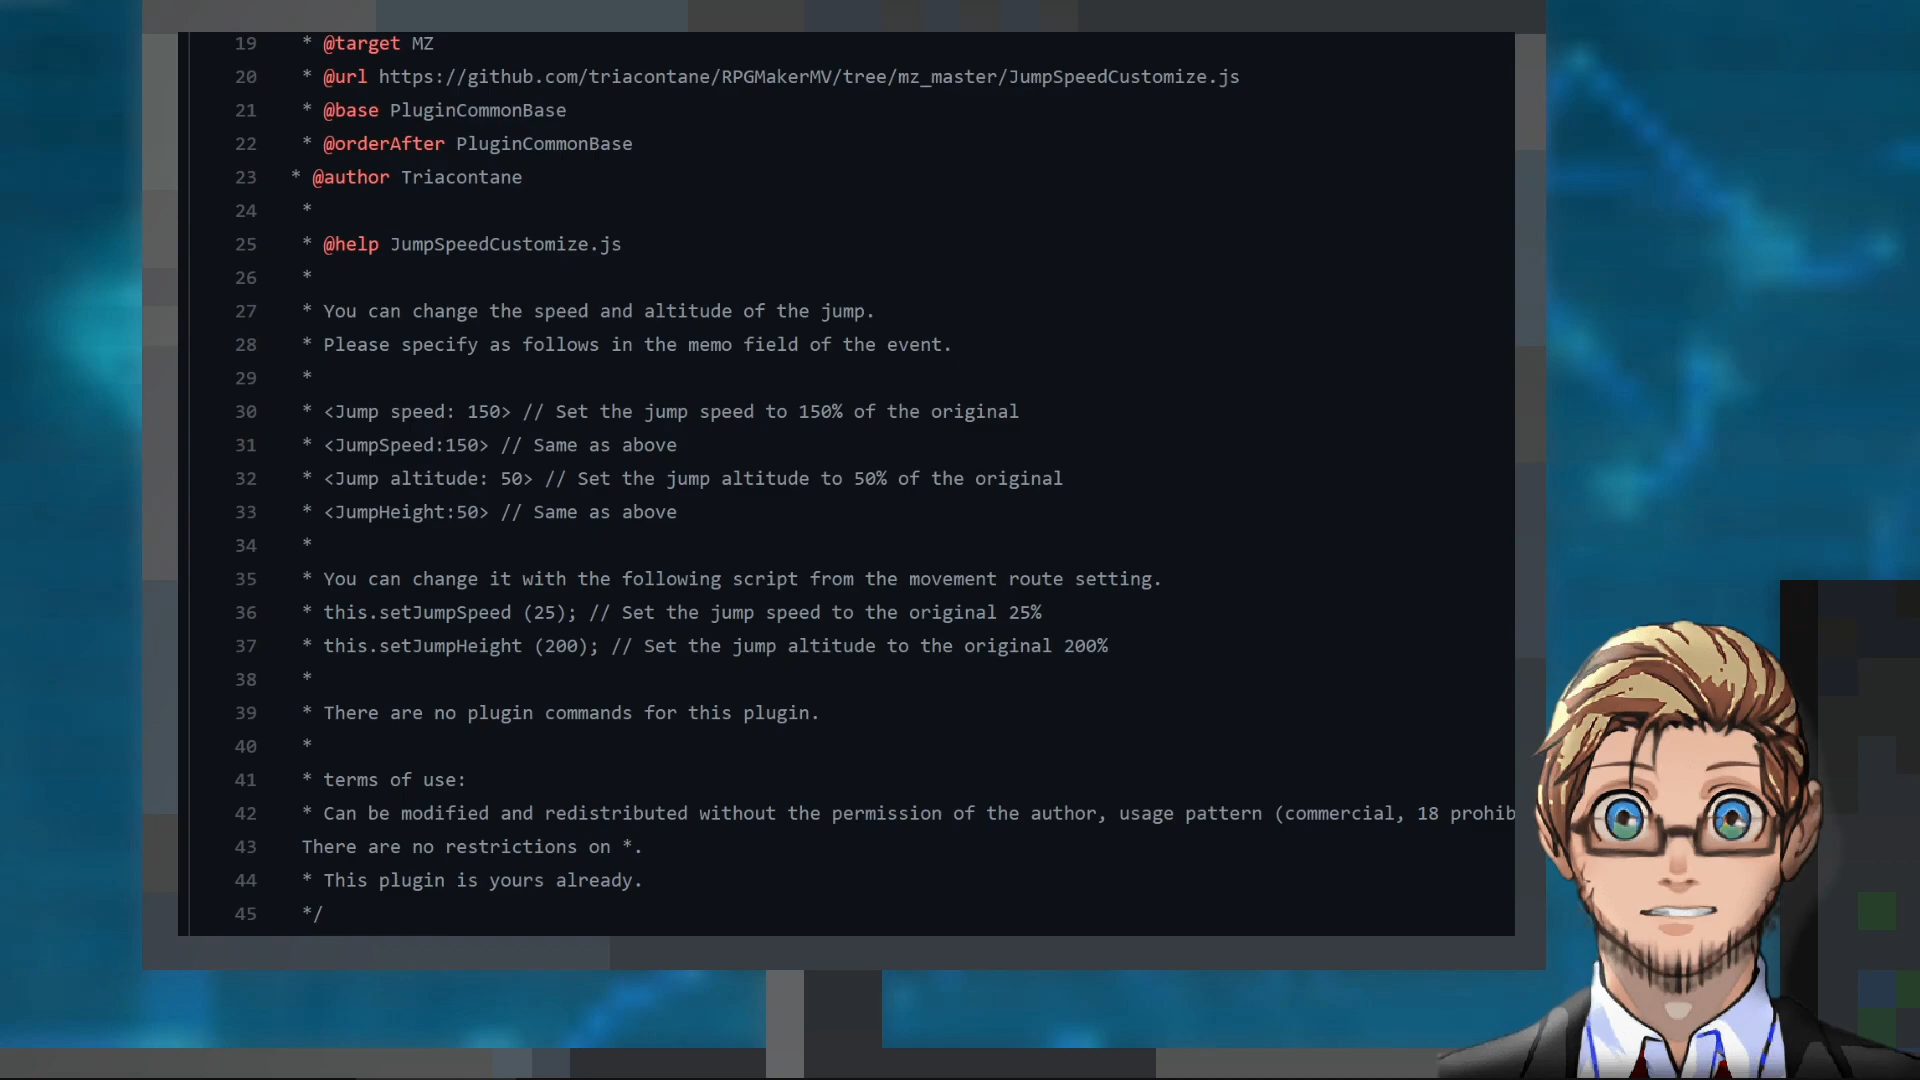 19 * @target MZ
20 * @url https://github.com/triacontane/RPGMakerMV/tree/mz_master/JumpSpeedCustomize.js
21 * @base PluginCommonBase
22 * @orderAfter PluginCommonBase
23 * @author Triacontane
24 *
25 * @help JumpSpeedCustomize.js
26 *
27 * You can change the speed and altitude of the jump.
28 * Please specify as follows in the memo field of the event.
29 *
30 * <Jump speed: 150> // Set the jump speed to 150% of the original
31 * <JumpSpeed:150> // Same as above
32 * <Jump altitude: 50> // Set the jump altitude to 50% of the original
33 * <JumpHeight:50> // Same as above
34 *
35 * You can change it with the following script from the movement route setting.
36 * this.setJumpSpeed (25); // Set the jump speed to the original 25%
37 * this.setJumpHeight (200); // Set the jump altitude to the original 200%
38 *
39 * There are no plugin commands for this plugin.
40 *
41 * terms of use:
42 * Can be modified and redistributed without the permission of the author, usage pattern (commercial, 18 prohib
43 There are no restrictions on *.
44 * This plugin is yours already.
45 */